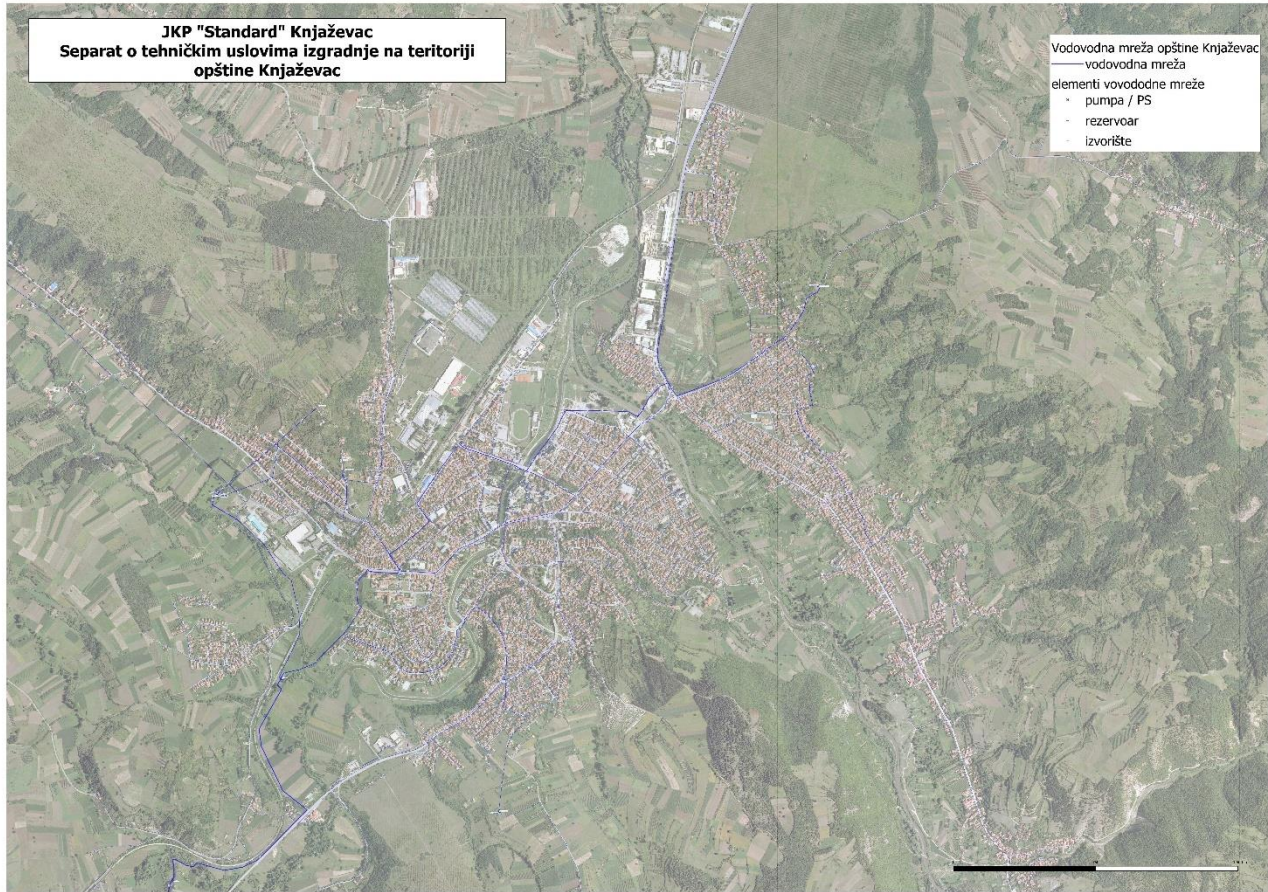 JKP "Standard" Knjaževac
Separat o tehničkim uslovima izgradnje na teritoriji
opštine Knjaževac
Vodovodna mreža opštine Knjaževac
vodovodna mreža
elementi vovododne mreže
pumpa / PS
rezervoar
izvorište